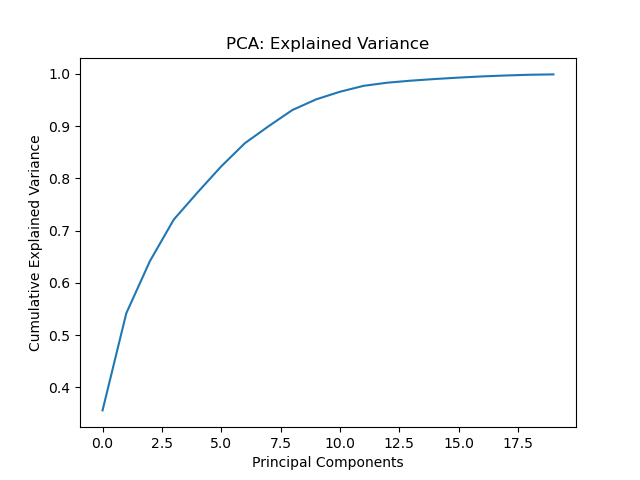 PCA: Explained Variance
1.0
0.9
0.8
0.7
0.6
0.5
0.4
Cumulative Explained Variance
0.0 2.5 5.0 7.5 10.0 12.5 15.0 17.5
Principal Components